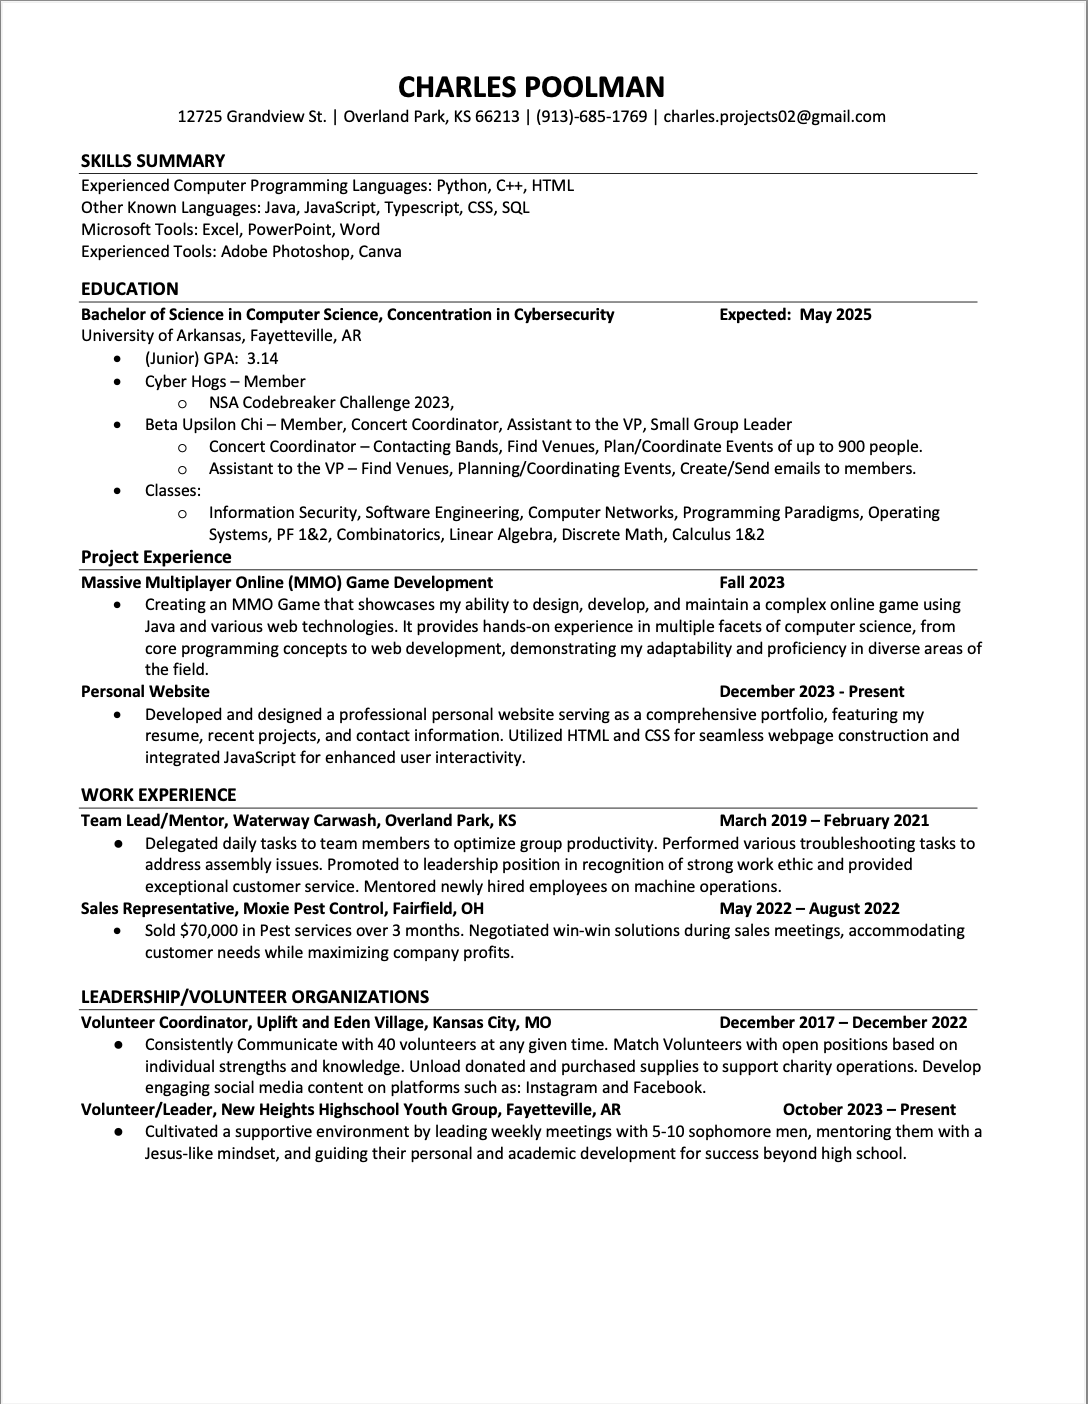 CHARLES POOLMAN
12725 Grandview St. | Overland Park, KS 66213 | (913)-685-1769 | charles.projects02@gmail.com
SKILLS SUMMARY
Experienced Computer Programming Languages: Python, C++, HTML
Other Known Languages: Java, JavaScript, Typescript, CSS, SQL
Microsoft Tools: Excel, PowerPoint, Word
Experienced Tools: Adobe Photoshop, Canva
EDUCATION
Bachelor of Science in Computer Science, Concentration in Cybersecurity Expected: May 2025
University of Arkansas, Fayetteville, AR
• (Junior) GPA: 3.14
• Cyber Hogs – Member
o NSA Codebreaker Challenge 2023,
• Beta Upsilon Chi – Member, Concert Coordinator, Assistant to the VP, Small Group Leader
o Concert Coordinator – Contacting Bands, Find Venues, Plan/Coordinate Events of up to 900 people.
o Assistant to the VP – Find Venues, Planning/Coordinating Events, Create/Send emails to members.
• Classes:
o Information Security, Software Engineering, Computer Networks, Programming Paradigms, Operating
Systems, PF 1&2, Combinatorics, Linear Algebra, Discrete Math, Calculus 1&2
Project Experience
Massive Multiplayer Online (MMO) Game Development Fall 2023
• Creating an MMO Game that showcases my ability to design, develop, and maintain a complex online game using
Java and various web technologies. It provides hands-on experience in multiple facets of computer science, from
core programming concepts to web development, demonstrating my adaptability and proficiency in diverse areas of
the field.
Personal Website December 2023 - Present
• Developed and designed a professional personal website serving as a comprehensive portfolio, featuring my
resume, recent projects, and contact information. Utilized HTML and CSS for seamless webpage construction and
integrated JavaScript for enhanced user interactivity.
WORK EXPERIENCE
Team Lead/Mentor, Waterway Carwash, Overland Park, KS March 2019 – February 2021
• Delegated daily tasks to team members to optimize group productivity. Performed various troubleshooting tasks to
address assembly issues. Promoted to leadership position in recognition of strong work ethic and provided
exceptional customer service. Mentored newly hired employees on machine operations.
Sales Representative, Moxie Pest Control, Fairfield, OH May 2022 – August 2022
• Sold $70,000 in Pest services over 3 months. Negotiated win-win solutions during sales meetings, accommodating
customer needs while maximizing company profits.
LEADERSHIP/VOLUNTEER ORGANIZATIONS
Volunteer Coordinator, Uplift and Eden Village, Kansas City, MO December 2017 – December 2022
• Consistently Communicate with 40 volunteers at any given time. Match Volunteers with open positions based on
individual strengths and knowledge. Unload donated and purchased supplies to support charity operations. Develop
engaging social media content on platforms such as: Instagram and Facebook.
Volunteer/Leader, New Heights Highschool Youth Group, Fayetteville, AR October 2023 – Present
• Cultivated a supportive environment by leading weekly meetings with 5-10 sophomore men, mentoring them with a
Jesus-like mindset, and guiding their personal and academic development for success beyond high school.